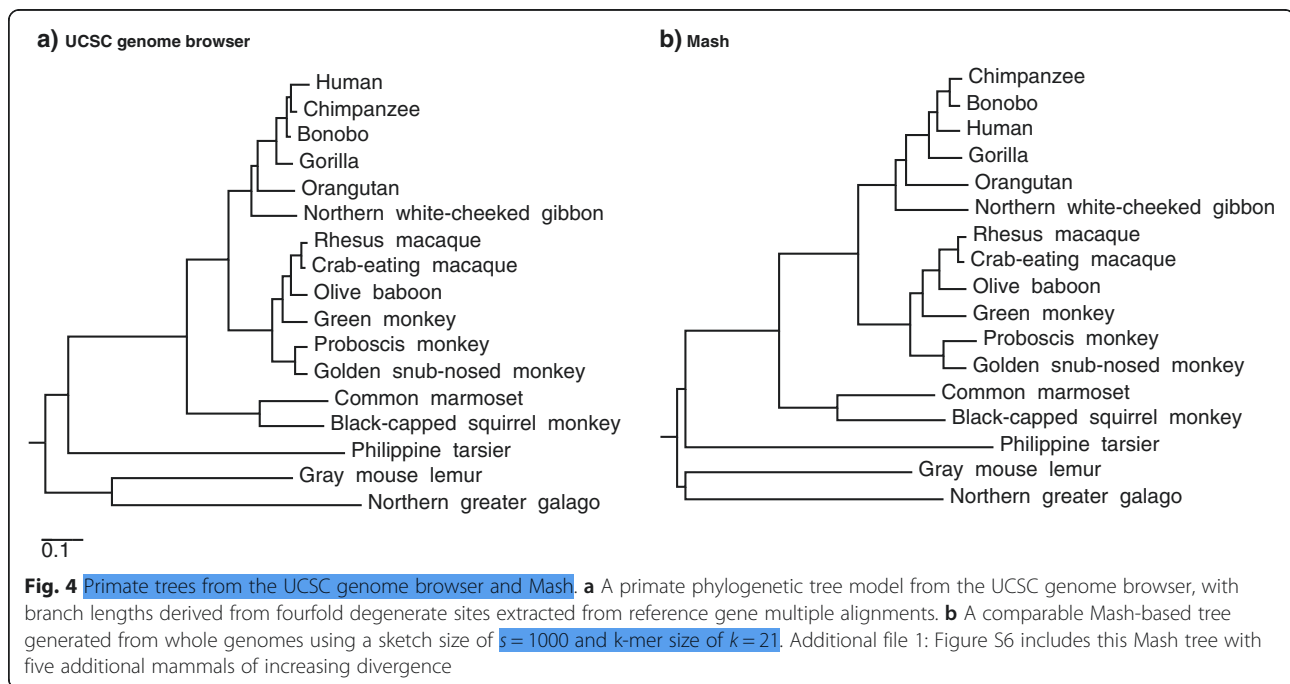 a) UCSC genome browser
Human
Chimpanzee
Bonobo
Gorilla
Orangutan
Northern white-cheeked gibbon
Rhesus macaque
Crab-eating macaque
Olive baboon
Green monkey
Proboscis monkey
Golden snub-nosed monkey
Common marmoset
Black-capped squirrel monkey
Philippine tarsier
Gray mouse lemur
Northern greater galago
0.1
b) Mash
Chimpanzee
Bonobo
Human
Gorilla
Orangutan
Northern white-cheeked gibbon
Rhesus macaque
Crab-eating macaque
Olive baboon
Green monkey
Proboscis monkey
Golden snub-nosed monkey
Common marmoset
Black-capped squirrel monkey
Philippine tarsier
Gray mouse lemur
Northern greater galago
Fig. 4 Primate trees from the UCSC genome browser and Mash. a A primate phylogenetic tree model from the UCSC genome browser, with
branch lengths derived from fourfold degenerate sites extracted from reference gene multiple alignments. b A comparable Mash-based tree
generated from whole genomes using a sketch size of s = 1000 and k-mer size of k = 21. Additional file 1: Figure S6 includes this Mash tree with
five additional mammals of increasing divergence